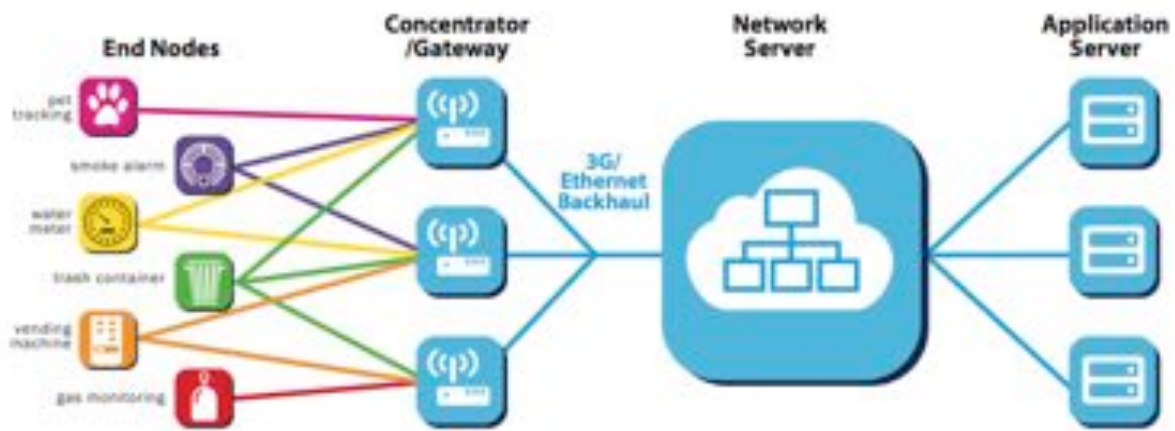 End Nodes
Concentrator
/Gateway
Network
Server
Application
Server
pet
tracking
smoke alarm
water
meter
trash container
vending
machine
gas monitoring
3G/
Ethernet
Backhaul